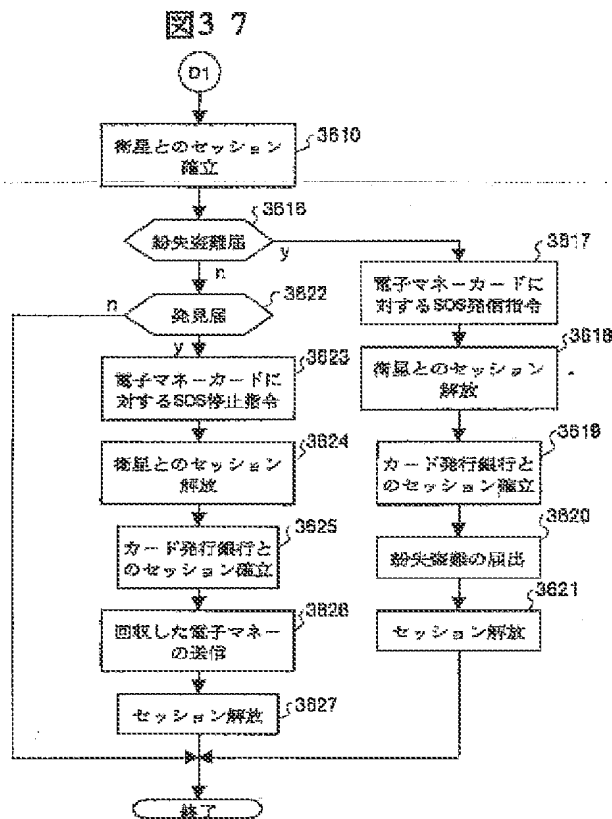 図37
D1
衛星とのセッション
確立
3610
3616
紛失盗難届
y
n
3617
電子マネーカードに
対するSOS発信指令
n
3622
発見届
y
3618
衛星とのセッション
解放
3623
電子マネーカードに
対するSOS停止指令
3619
カード発行銀行と
のセッション確立
3624
衛星とのセッション
解放
3620
紛失盗難の届出
3625
カード発行銀行と
のセッション確立
3621
セッション解放
3626
回収した電子マネー
の送信
3627
セッション解放
終了